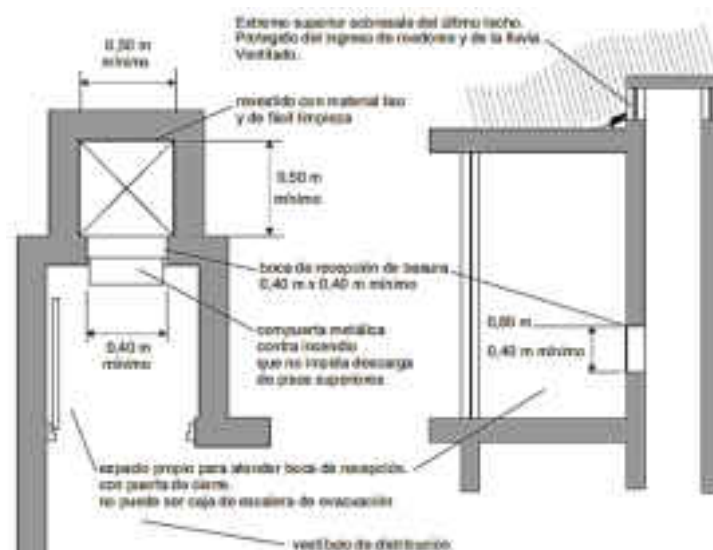 Extremo superior sobresale del último techo.
Protegido del ingreso de roedores y de la lluvia
Ventilado.
0,50 m
mínimo
revestido con material liso
y de fácil limpieza
0,50 m
mínimo
boca de recepción de basura
0,40 m x 0,40 m mínimo
0,40 m
mínimo
compuerta metálica
contra incendio
que no impida descarga
de pisos superiores
0,80 m
0,40 m mínimo
espacio propio para atender boca de recepción.
con puerta de cierre.
no puede ser caja de escalera de evacuación
vestíbulo de distribución